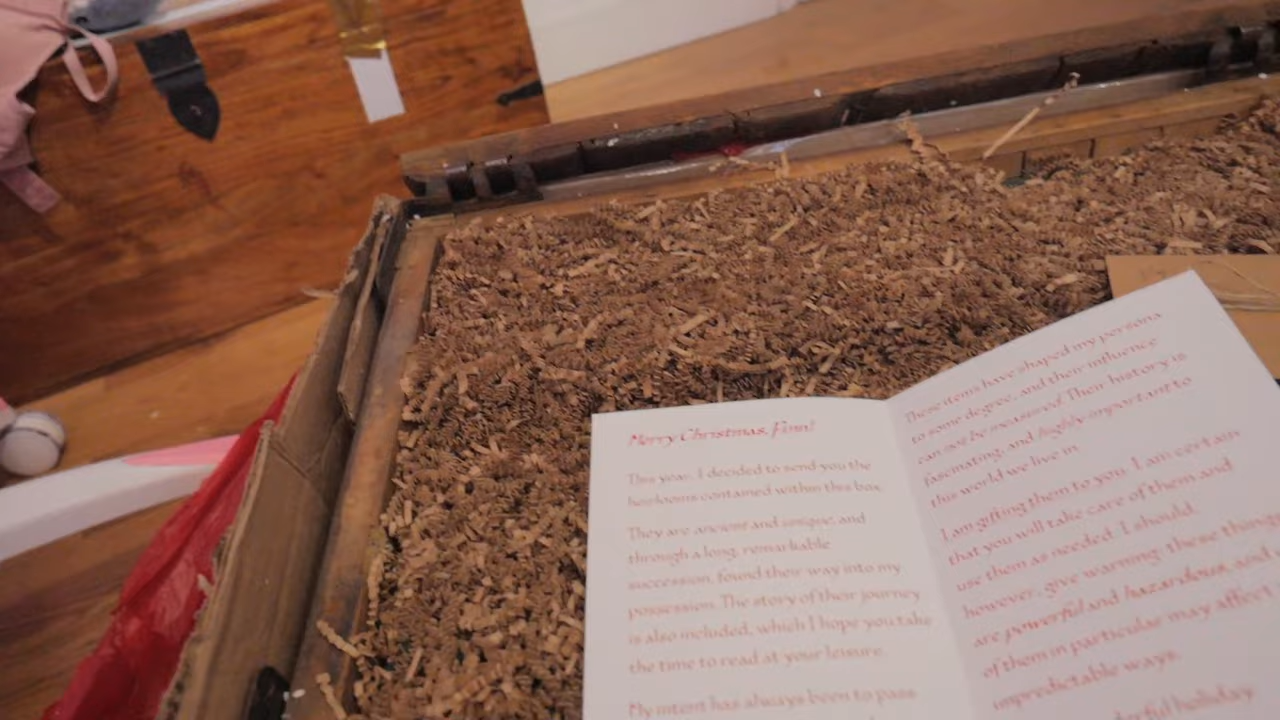 Merry Christmas, Finn!
This year, I decided to send you the
heirlooms contained within this box.
They are ancient and unique, and
through a long, remarkable
succession, found their way into my
possession. The story of their journey
is also included, which I hope you take
the time to read at your leisure.
My intent has always been to pass
These items have shaped my persona
to some degree, and their influence
can not be measured. Their history is
fascinating, and highly important to
this world we live in.
I am gifting them to you. I am certain
that you will take care of them and
use them as needed. I should,
however, give warning: these things
are powerful and hazardous, and
of them in particular may affect
unpredictable ways.
holiday